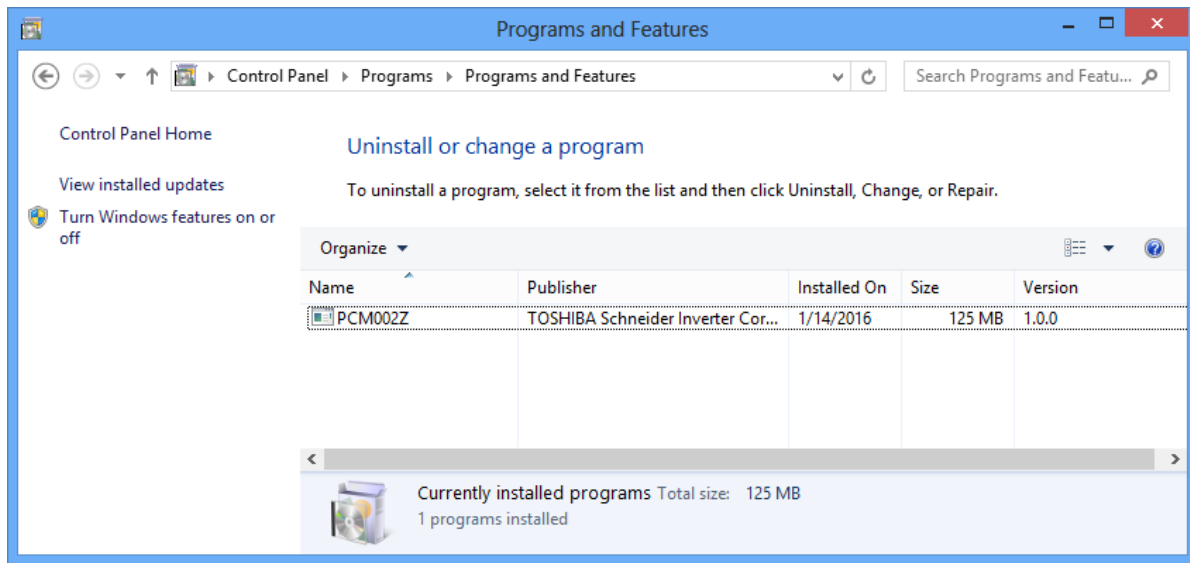 Programs and Features
Control Panel Programs Programs and Features
Search Programs and Featu...
Control Panel Home
View installed updates
Turn Windows features on or
off
Uninstall or change a program
To uninstall a program, select it from the list and then click Uninstall, Change, or Repair.
Organize
Name Publisher Installed On Size Version
PCM002Z TOSHIBA Schneider Inverter Cor... 1/14/2016 125 MB 1.0.0
Currently installed programs Total size: 125 MB
1 programs installed